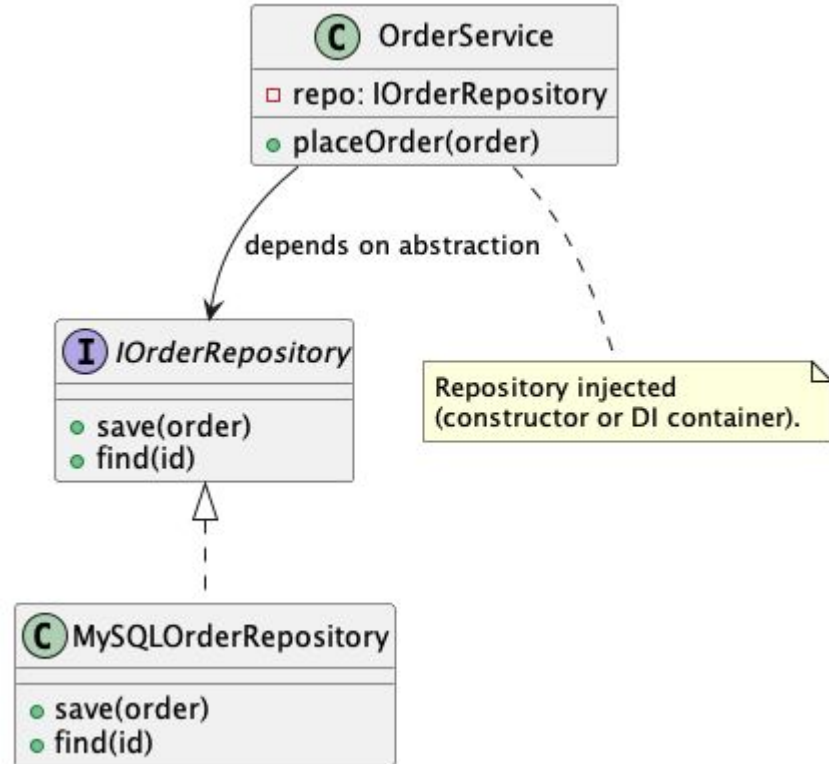 C OrderService
repo: IOrderRepository
placeOrder(order)
depends on abstraction
I IOrderRepository
save(order)
find(id)
Repository injected
(constructor or DI container).
C MySQLOrderRepository
save(order)
find(id)